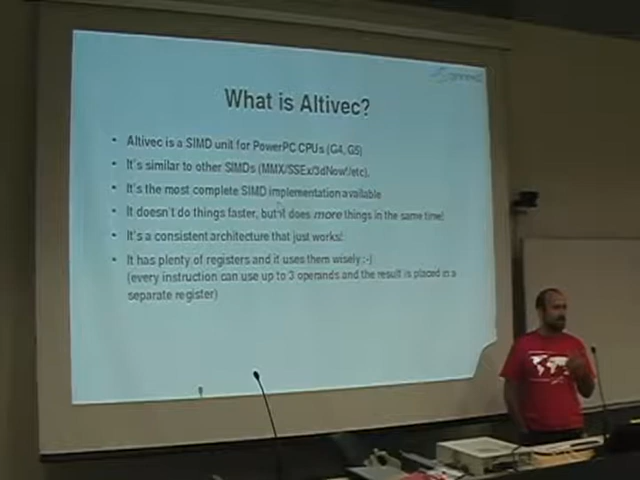 What is Altivec?
• Altivec is a SIMD unit for PowerPC CPUs (G4, G5)
• It's similar to other SIMDs (MMX/SSEx/3dNow!/etc).
• It's the most complete SIMD implementation available
• It doesn't do things faster, but it does more things in the same time!
• It's a consistent architecture that just works!
• It has plenty of registers and it uses them wisely :-)
(every instruction can use up to 3 operands and the result is placed in a
separate register)